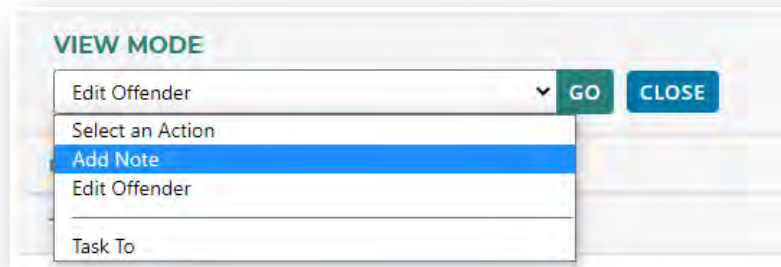 VIEW MODE
Edit Offender GO CLOSE
Select an Action
Add Note
Edit Offender
Task To